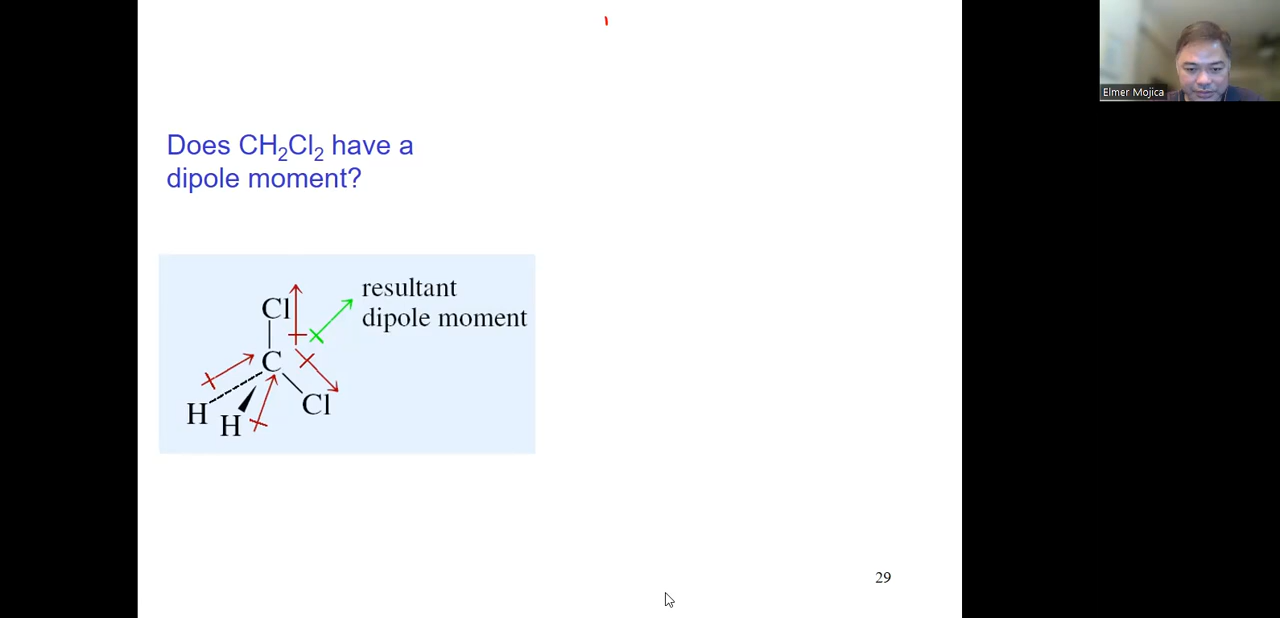 Elmer Mojica
Does CH₂Cl₂ have a
dipole moment?
resultant
dipole moment
Cl
C
H
H
Cl
29